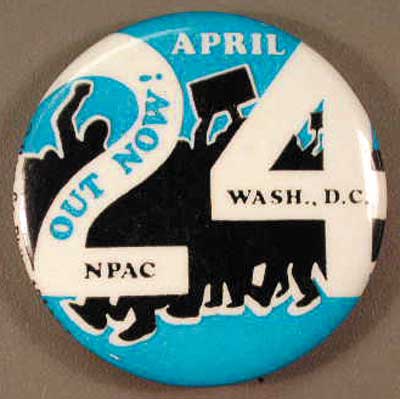 APRIL
24
OUT NOW!
WASH., D.C.
NPAC